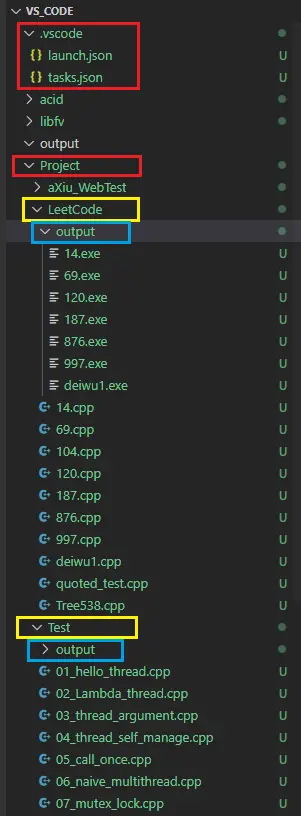 VS_CODE
.vscode
{} launch.json U
{} tasks.json U
acid
libfv
output
Project
aXiu_WebTest
LeetCode
output
14.exe U
69.exe U
120.exe U
187.exe U
876.exe U
997.exe U
deiwu1.exe U
14.cpp U
69.cpp U
104.cpp U
120.cpp U
187.cpp U
876.cpp U
997.cpp U
deiwu1.cpp U
quoted_test.cpp U
Tree538.cpp U
Test
output
01_hello_thread.cpp U
02_Lambda_thread.cpp U
03_thread_argument.cpp U
04_thread_self_manage.cpp U
05_call_once.cpp U
06_naive_multithread.cpp U
07_mutex_lock.cpp U